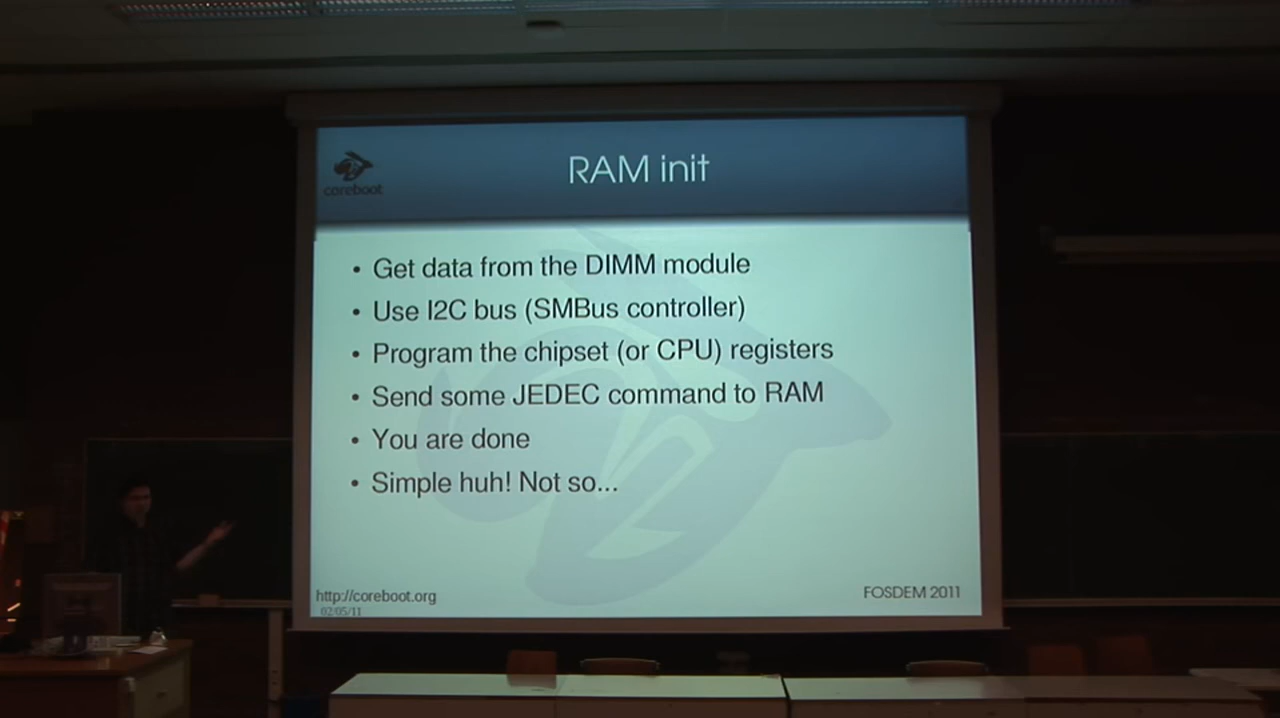 coreboot
RAM init
• Get data from the DIMM module
• Use I2C bus (SMBus controller)
• Program the chipset (or CPU) registers
• Send some JEDEC command to RAM
• You are done
• Simple huh! Not so...
http://coreboot.org
FOSDEM 2011
02/05/11